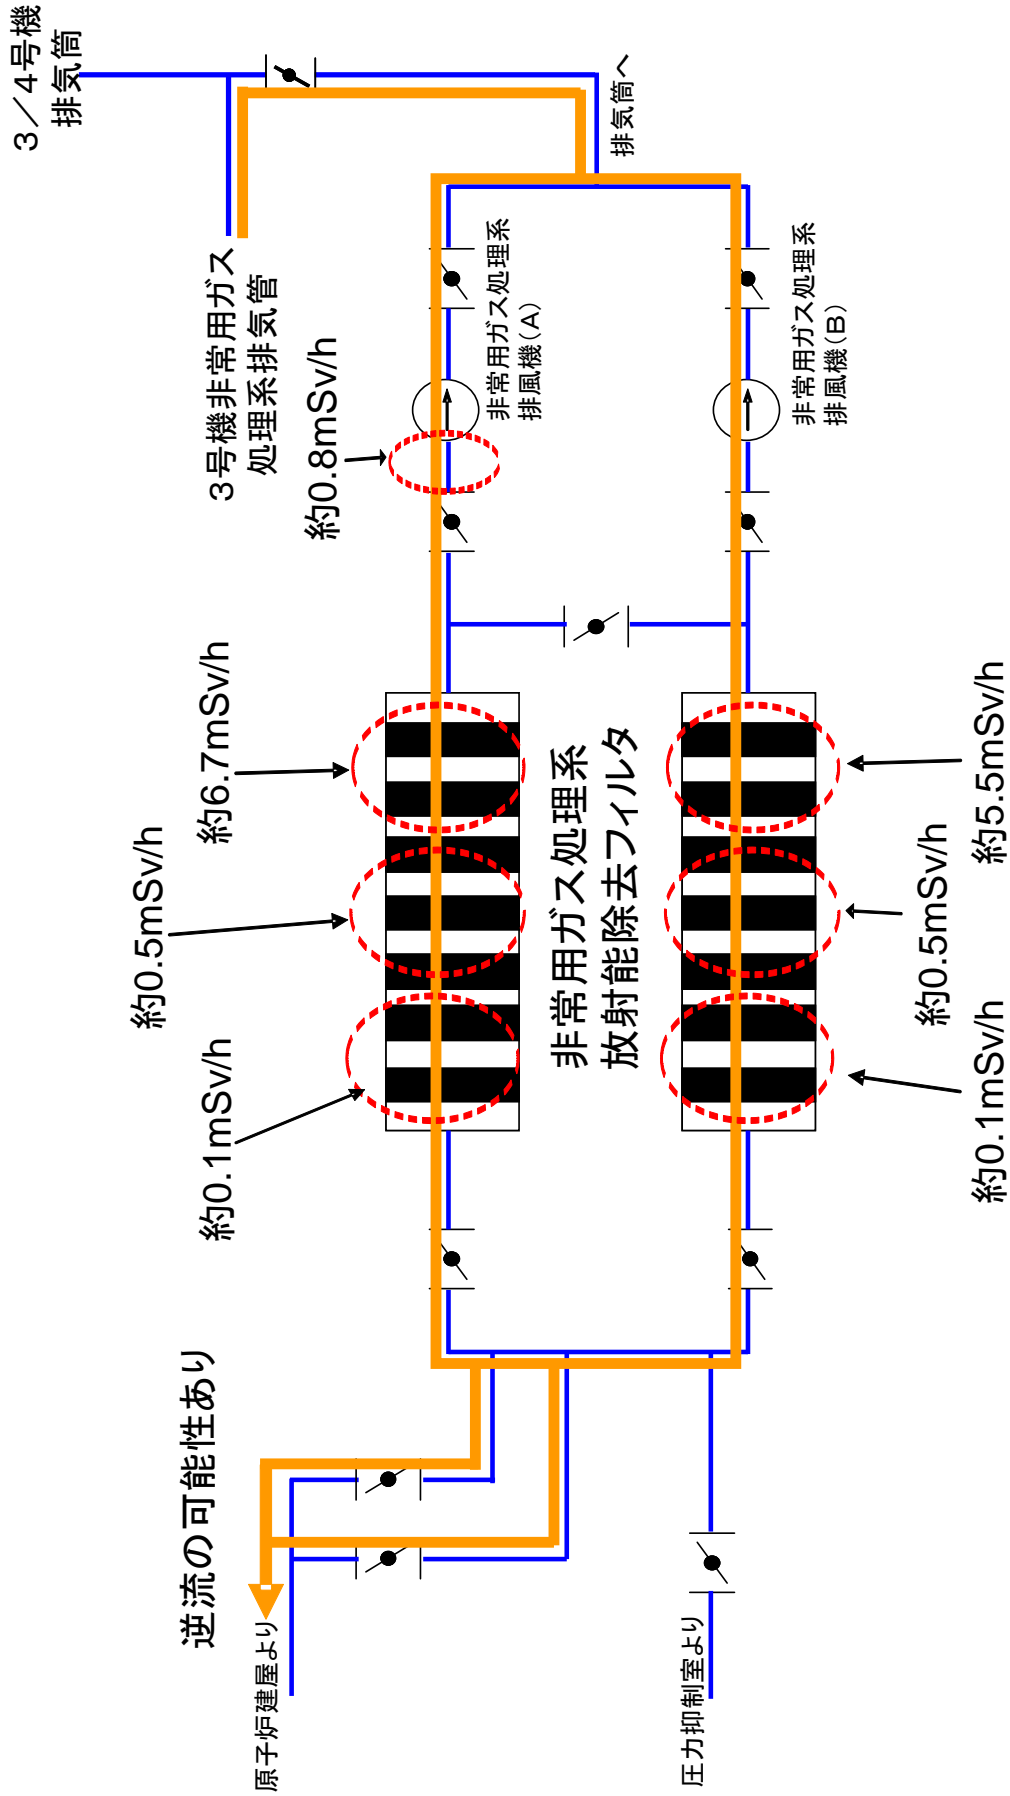 逆流の可能性あり
原子炉建屋より
圧力抑制室より
約0.1mSv/h
約0.5mSv/h
約6.7mSv/h
約0.8mSv/h
3号機非常用ガス
処理系排気管
3／4号機
排気筒
排気筒へ
非常用ガス処理系
排風機（A）
非常用ガス処理系
放射能除去フィルタ
非常用ガス処理系
排風機（B）
約0.1mSv/h
約0.5mSv/h
約5.5mSv/h